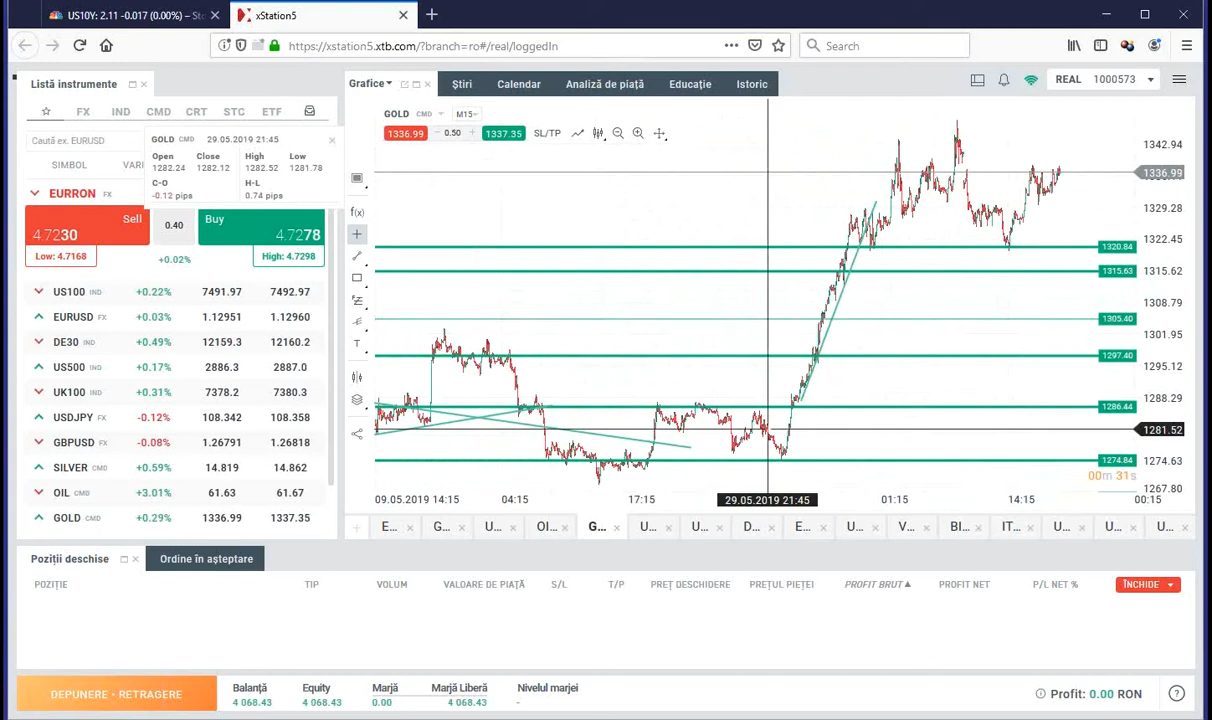 US10Y: 2.11 -0.017 (0.00%) – Sto
xStation5
https://xstation5.xtb.com/?branch=ro#/real/loggedIn
Search
Listă instrumente
Grafice
Știri
Calendar
Analiză de piață
Educație
Istoric
REAL 1000573
FX IND CMD CRT STC ETF
Caută ex. EURUSD
SIMBOL
VARI
GOLD CMD 29.05.2019 21:45
Open Close High Low
1282.24 1282.12 1282.52 1281.78
C-O H-L
-0.12 pips 0.74 pips
EURRON FX
Sell
4.7230
0.40
Buy
4.7278
Low: 4.7168
+0.02%
High: 4.7298
US100 IND +0.22% 7491.97 7492.97
EURUSD FX +0.03% 1.12951 1.12960
DE30 IND +0.49% 12159.3 12160.2
US500 IND +0.17% 2886.3 2887.0
UK100 IND +0.31% 7378.2 7380.3
USDJPY FX -0.12% 108.342 108.358
GBPUSD FX -0.08% 1.26791 1.26818
SILVER CMD +0.59% 14.819 14.862
OIL CMD +3.01% 61.63 61.67
GOLD CMD +0.29% 1336.99 1337.35
GOLD CMD M15
1336.99 0.50 1337.35 SL/TP
f(x)
T
1342.94
1336.99
1329.28
1322.45
1320.84
1315.63
1315.62
1308.79
1305.40
1301.95
1297.40
1295.12
1288.29
1286.44
1281.52
1274.84
1274.63
00m 31s
1267.80
09.05.2019 14:15 04:15 17:15 29.05.2019 21:45 01:15 14:15 00:15
E... G... U... OI... G... U... U... D... E... U... V... BI... IT... U... U... U...
Poziții deschise
Ordine în așteptare
POZIȚIE TIP VOLUM VALOARE DE PIAȚĂ S/L T/P PREȚ DESCHIDERE PREȚUL PIEȚEI PROFIT BRUT PROFIT NET P/L NET % ÎNCHIDE
DEPUNERE • RETRAGERE
Balanță Equity Marjă Marjă Liberă Nivelul marjei
4 068.43 4 068.43 0.00 4 068.43 -
Profit: 0.00 RON